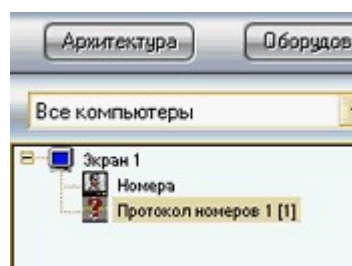 Архитектура Оборудов
Все компьютеры
Экран 1
Номера
Протокол номеров 1 [1]